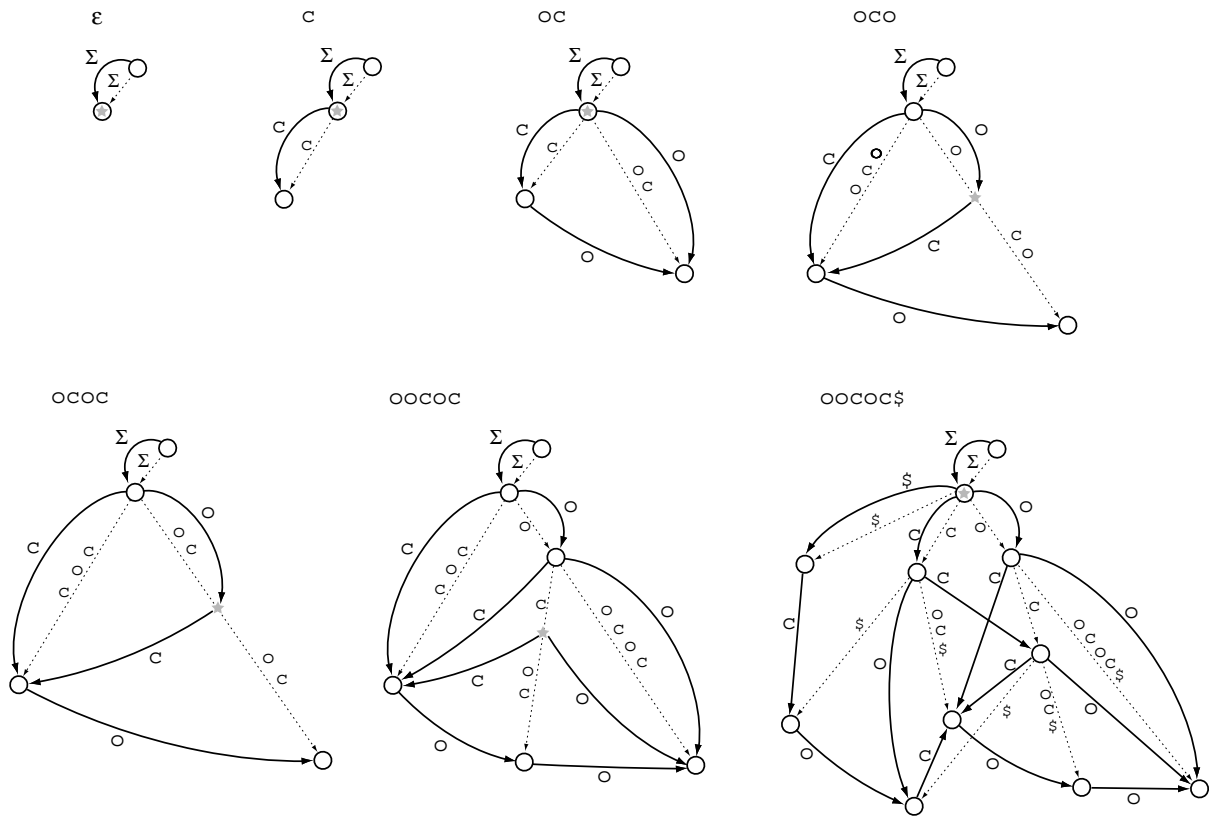 ε c oc oco
Σ Σ Σ Σ
Σ Σ Σ Σ
c c c o o c c o o c o
c o c
o o
c c o
o
o
ococ oococ oococ$
Σ Σ Σ
Σ Σ Σ
o o $ o
o c c o c $ c c o
c o c c o c c c
o c o
c c c o $ o c o
o c c o c o c
c o c o $ c $
c o c $ o c $ o
o o o c o
o o